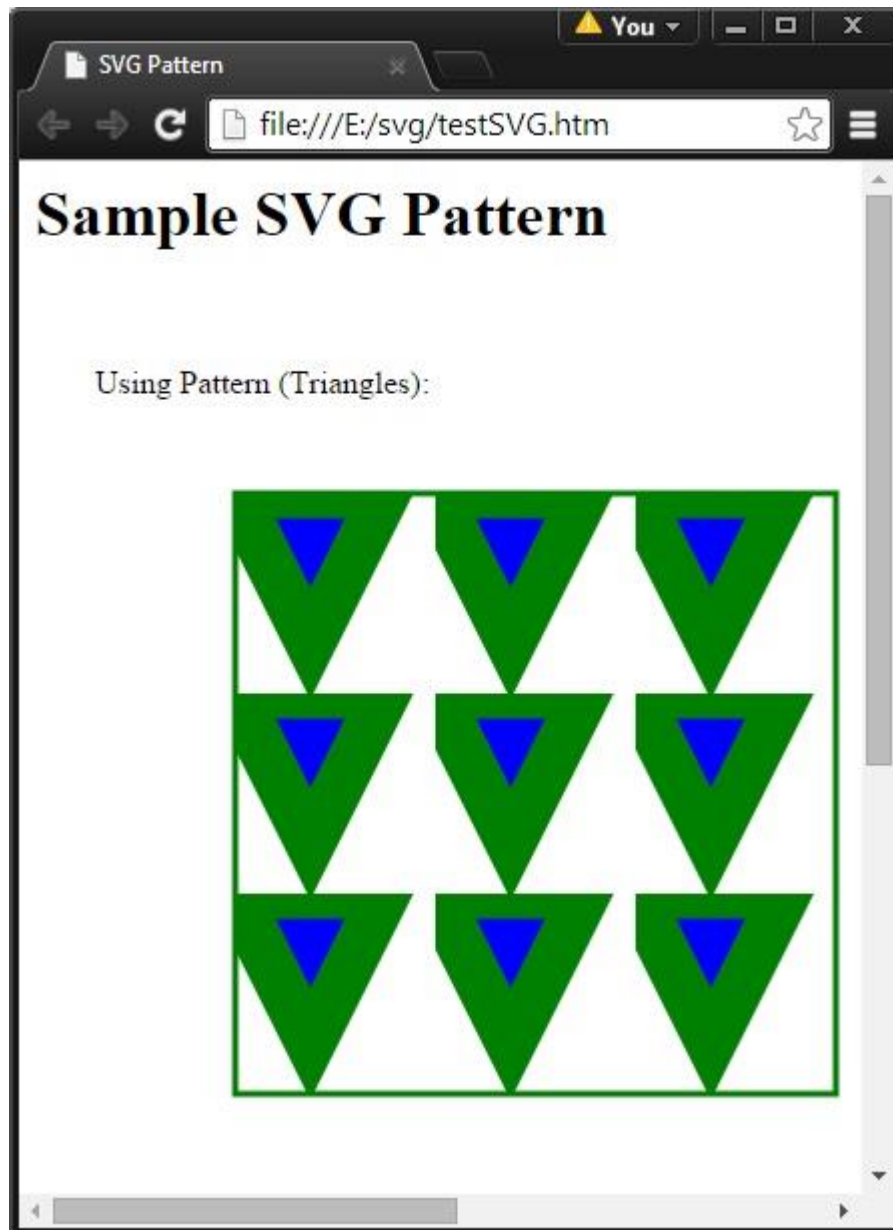 You
SVG Pattern
file:///E:/svg/testSVG.htm
Sample SVG Pattern
Using Pattern (Triangles):